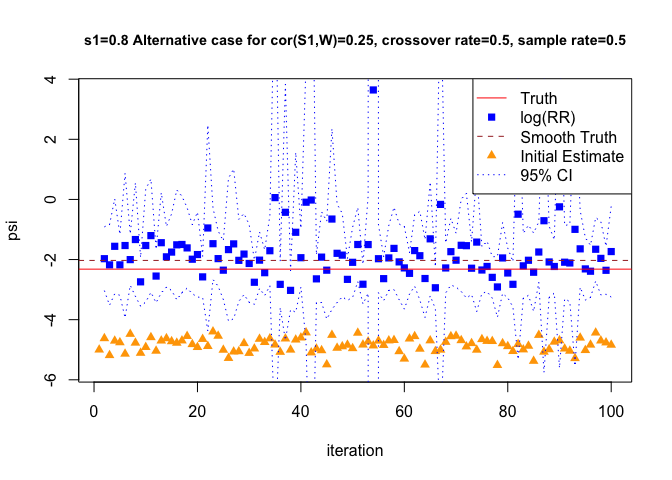 s1=0.8 Alternative case for cor(S1,W)=0.25, crossover rate=0.5, sample rate=0.5
psi
4
2
0
-2
-4
-6
Truth
log(RR)
Smooth Truth
Initial Estimate
95% CI
0
20
40
60
80
100
iteration